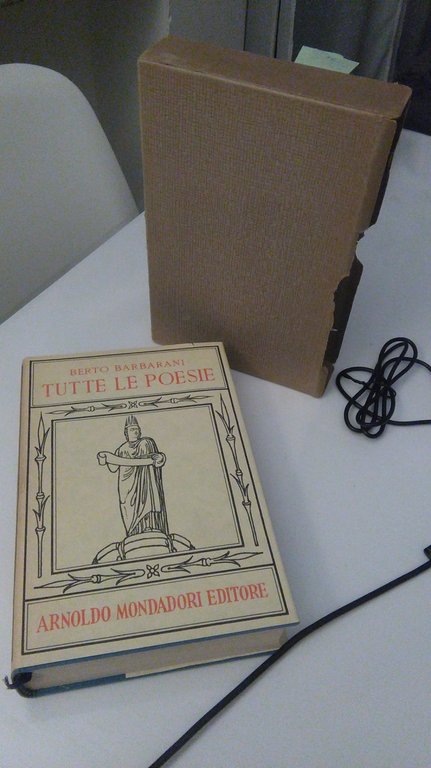 BERTO BARBARANI
TUTTE LE POESIE
ARNOLDO MONDADORI EDITORE